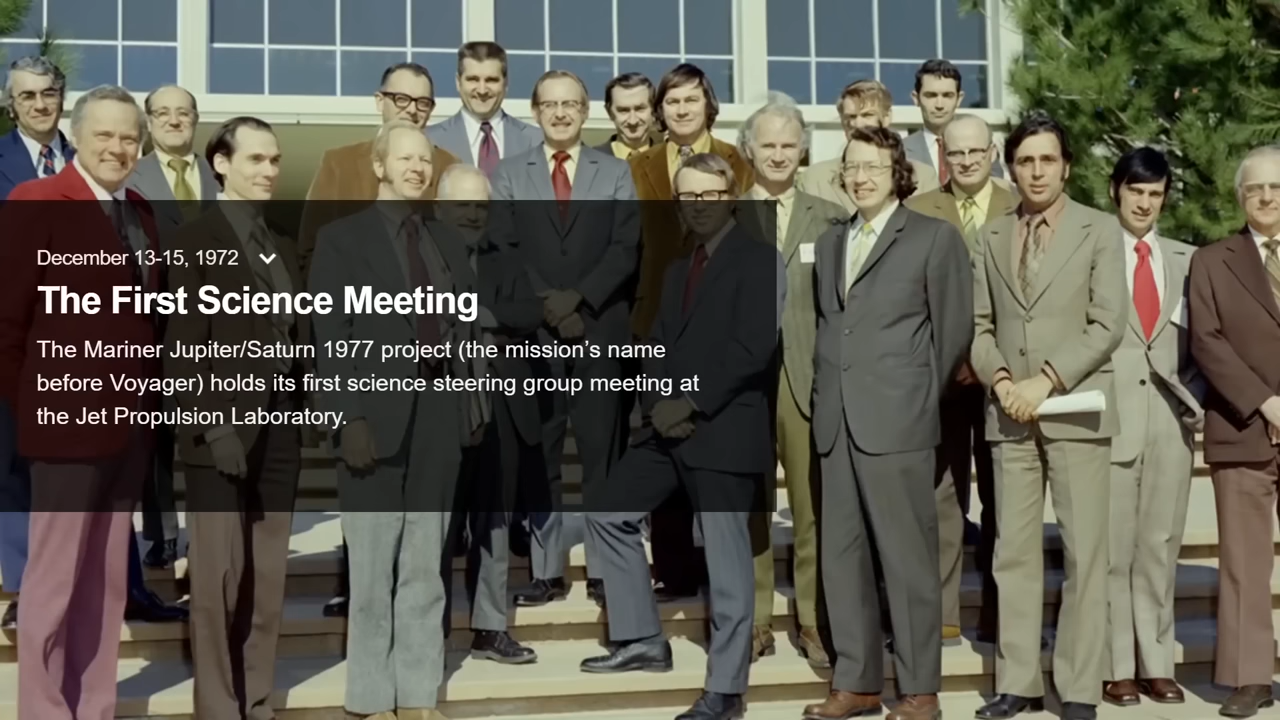 December 13-15, 1972
The First Science Meeting
The Mariner Jupiter/Saturn 1977 project (the mission’s name
before Voyager) holds its first science steering group meeting at
the Jet Propulsion Laboratory.